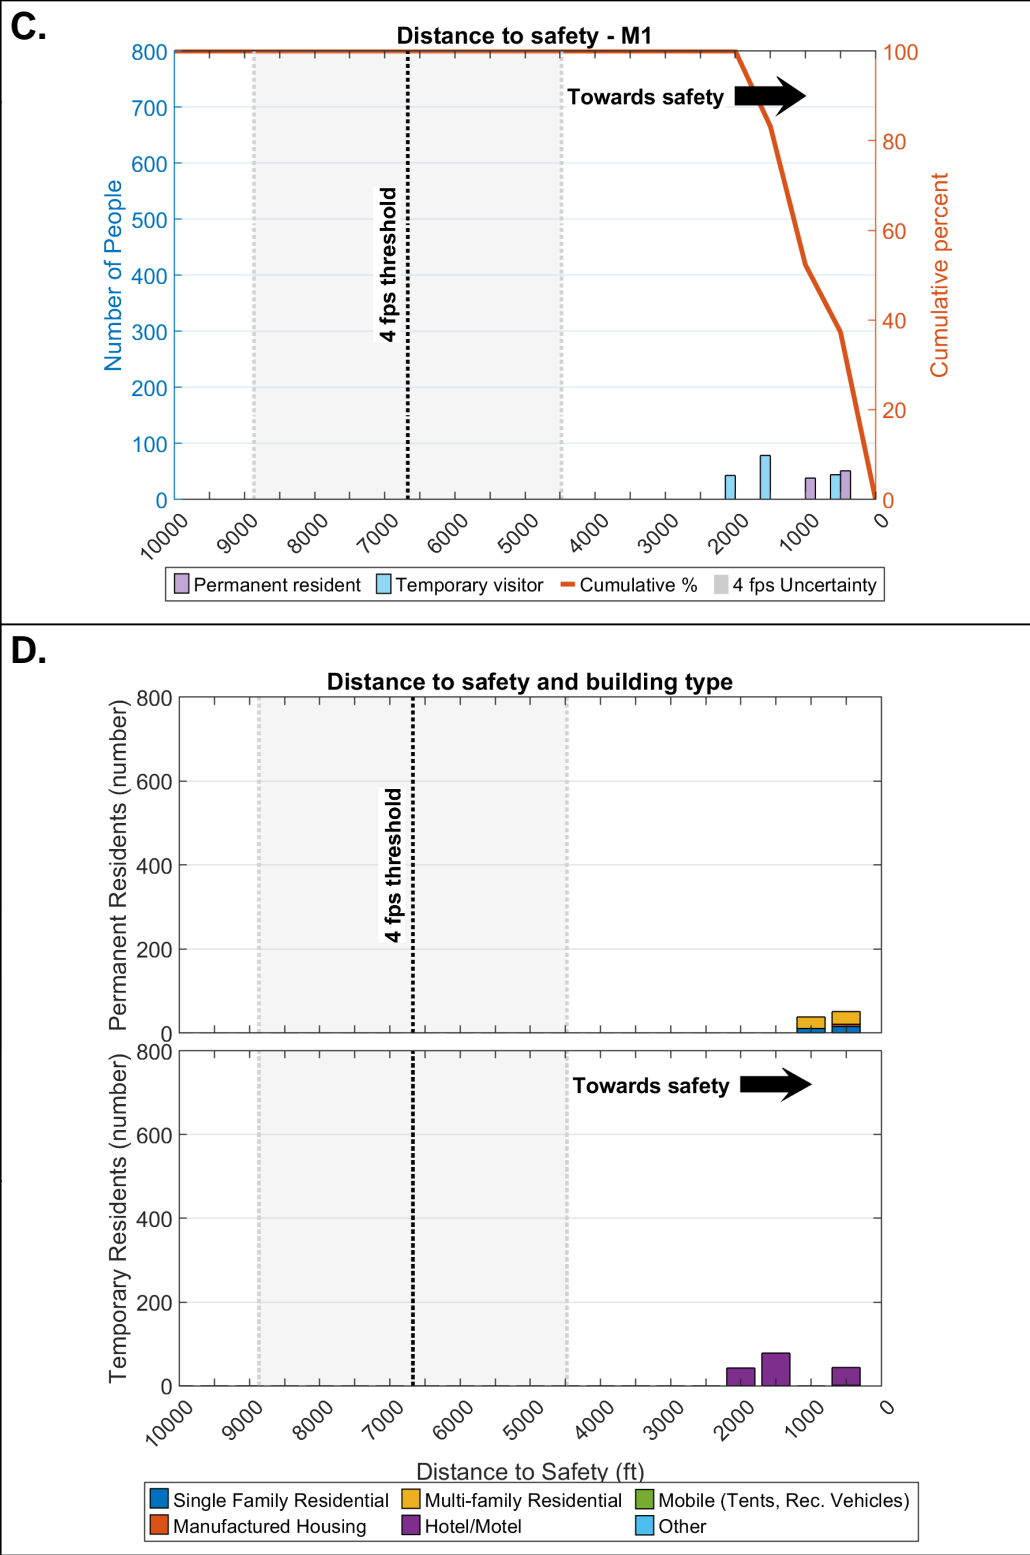 C.
Distance to safety - M1
800
700
600
500
400
300
200
100
0
Number of People
100
80
60
40
20
0
Cumulative percent
Towards safety
4 fps threshold
10000 9000 8000 7000 6000 5000 4000 3000 2000 1000 0
Permanent resident Temporary visitor Cumulative % 4 fps Uncertainty
D.
Distance to safety and building type
800
600
400
200
0
Permanent Residents (number)
4 fps threshold
800
600
400
200
0
Temporary Residents (number)
Towards safety
10000 9000 8000 7000 6000 5000 4000 3000 2000 1000 0
Distance to Safety (ft)
Single Family Residential Multi-family Residential Mobile (Tents, Rec. Vehicles)
Manufactured Housing Hotel/Motel Other